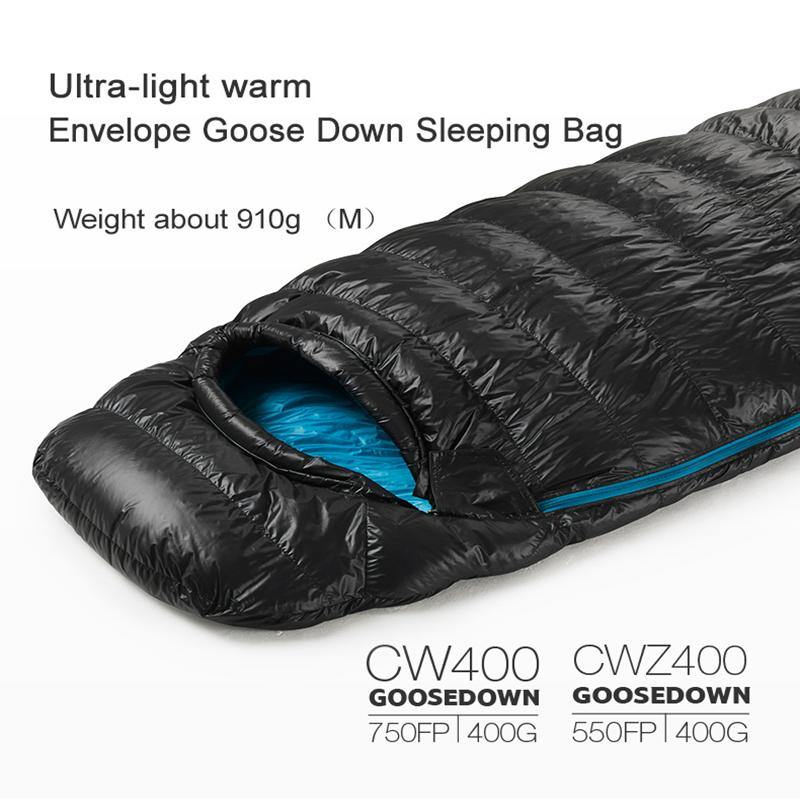 Ultra-light warm
Envelope Goose Down Sleeping Bag
Weight about 910g （M）
CW400 CWZ400
GOOSEDOWN GOOSEDOWN
750FP|400G 550FP|400G